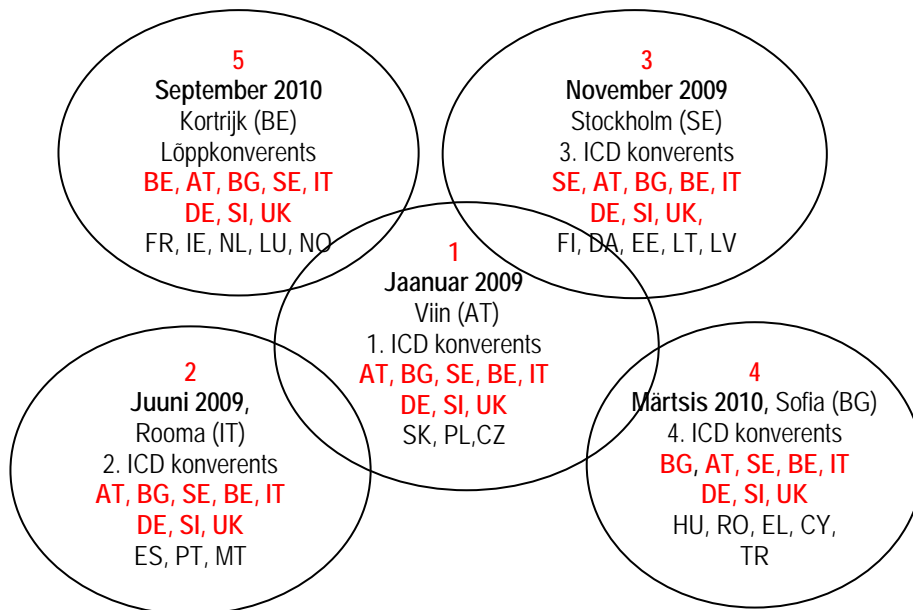 5
September 2010
Kortrijk (BE)
Lõppkonverents
BE, AT, BG, SE, IT
DE, SI, UK
FR, IE, NL, LU, NO
3
November 2009
Stockholm (SE)
3. ICD konverents
SE, AT, BG, BE, IT
DE, SI, UK,
FI, DA, EE, LT, LV
1
Jaanuar 2009
Viin (AT)
1. ICD konverents
AT, BG, SE, BE, IT
DE, SI, UK
SK, PL,CZ
2
Juuni 2009,
Rooma (IT)
2. ICD konverents
AT, BG, SE, BE, IT
DE, SI, UK
ES, PT, MT
4
Märtsis 2010, Sofia (BG)
4. ICD konverents
BG, AT, SE, BE, IT
DE, SI, UK
HU, RO, EL, CY,
TR